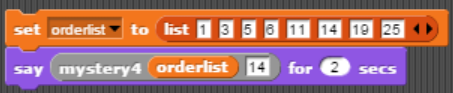 set orderlist to list 1 3 5 8 11 14 19 25
say mystery4 orderlist 14 for 2 secs